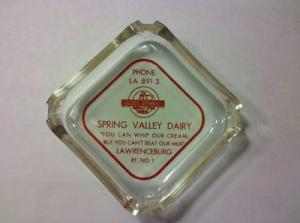 PHONE
LA 891-3
SPRING VALLEY DAIRY
"YOU CAN WHIP OUR CREAM
BUT YOU CAN'T BEAT OUR MILK"
LAWRENCEBURG
RT. NO. 1